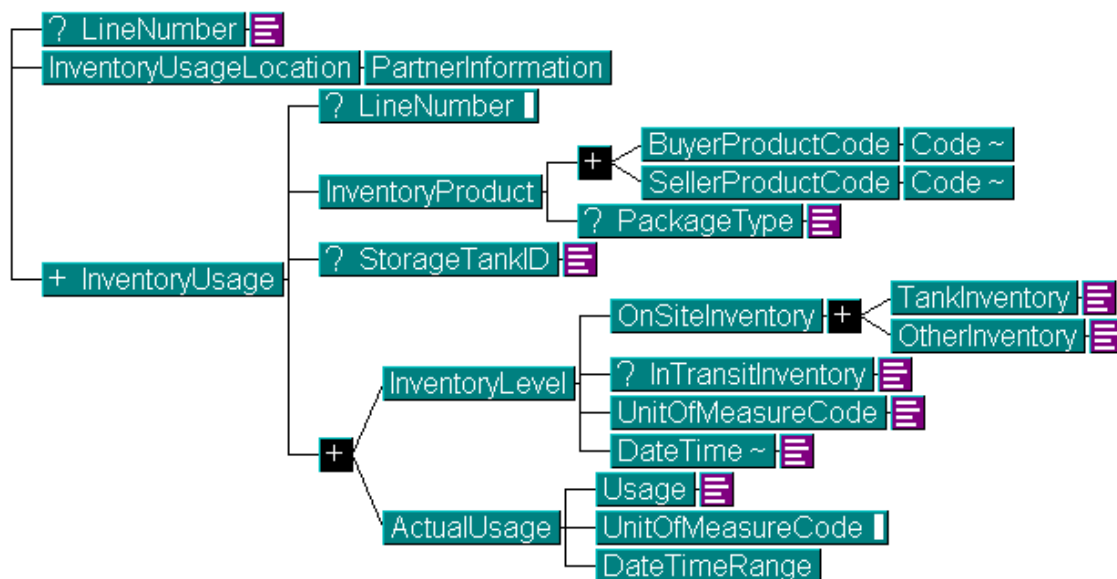 ? LineNumber
InventoryUsageLocation PartnerInformation
? LineNumber
+ BuyerProductCode Code ~
SellerProductCode Code ~
InventoryProduct
? PackageType
? StorageTankID
+ InventoryUsage
TankInventory
OnSiteInventory +
OtherInventory
InventoryLevel
? InTransitInventory
UnitOfMeasureCode
+ DateTime ~
Usage
ActualUsage UnitOfMeasureCode
DateTimeRange